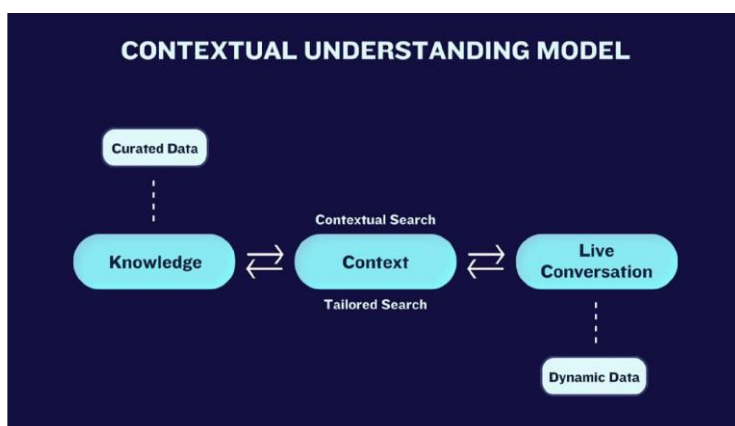 CONTEXTUAL UNDERSTANDING MODEL
Curated Data
Contextual Search
Knowledge
Context
Live
Conversation
Tailored Search
Dynamic Data